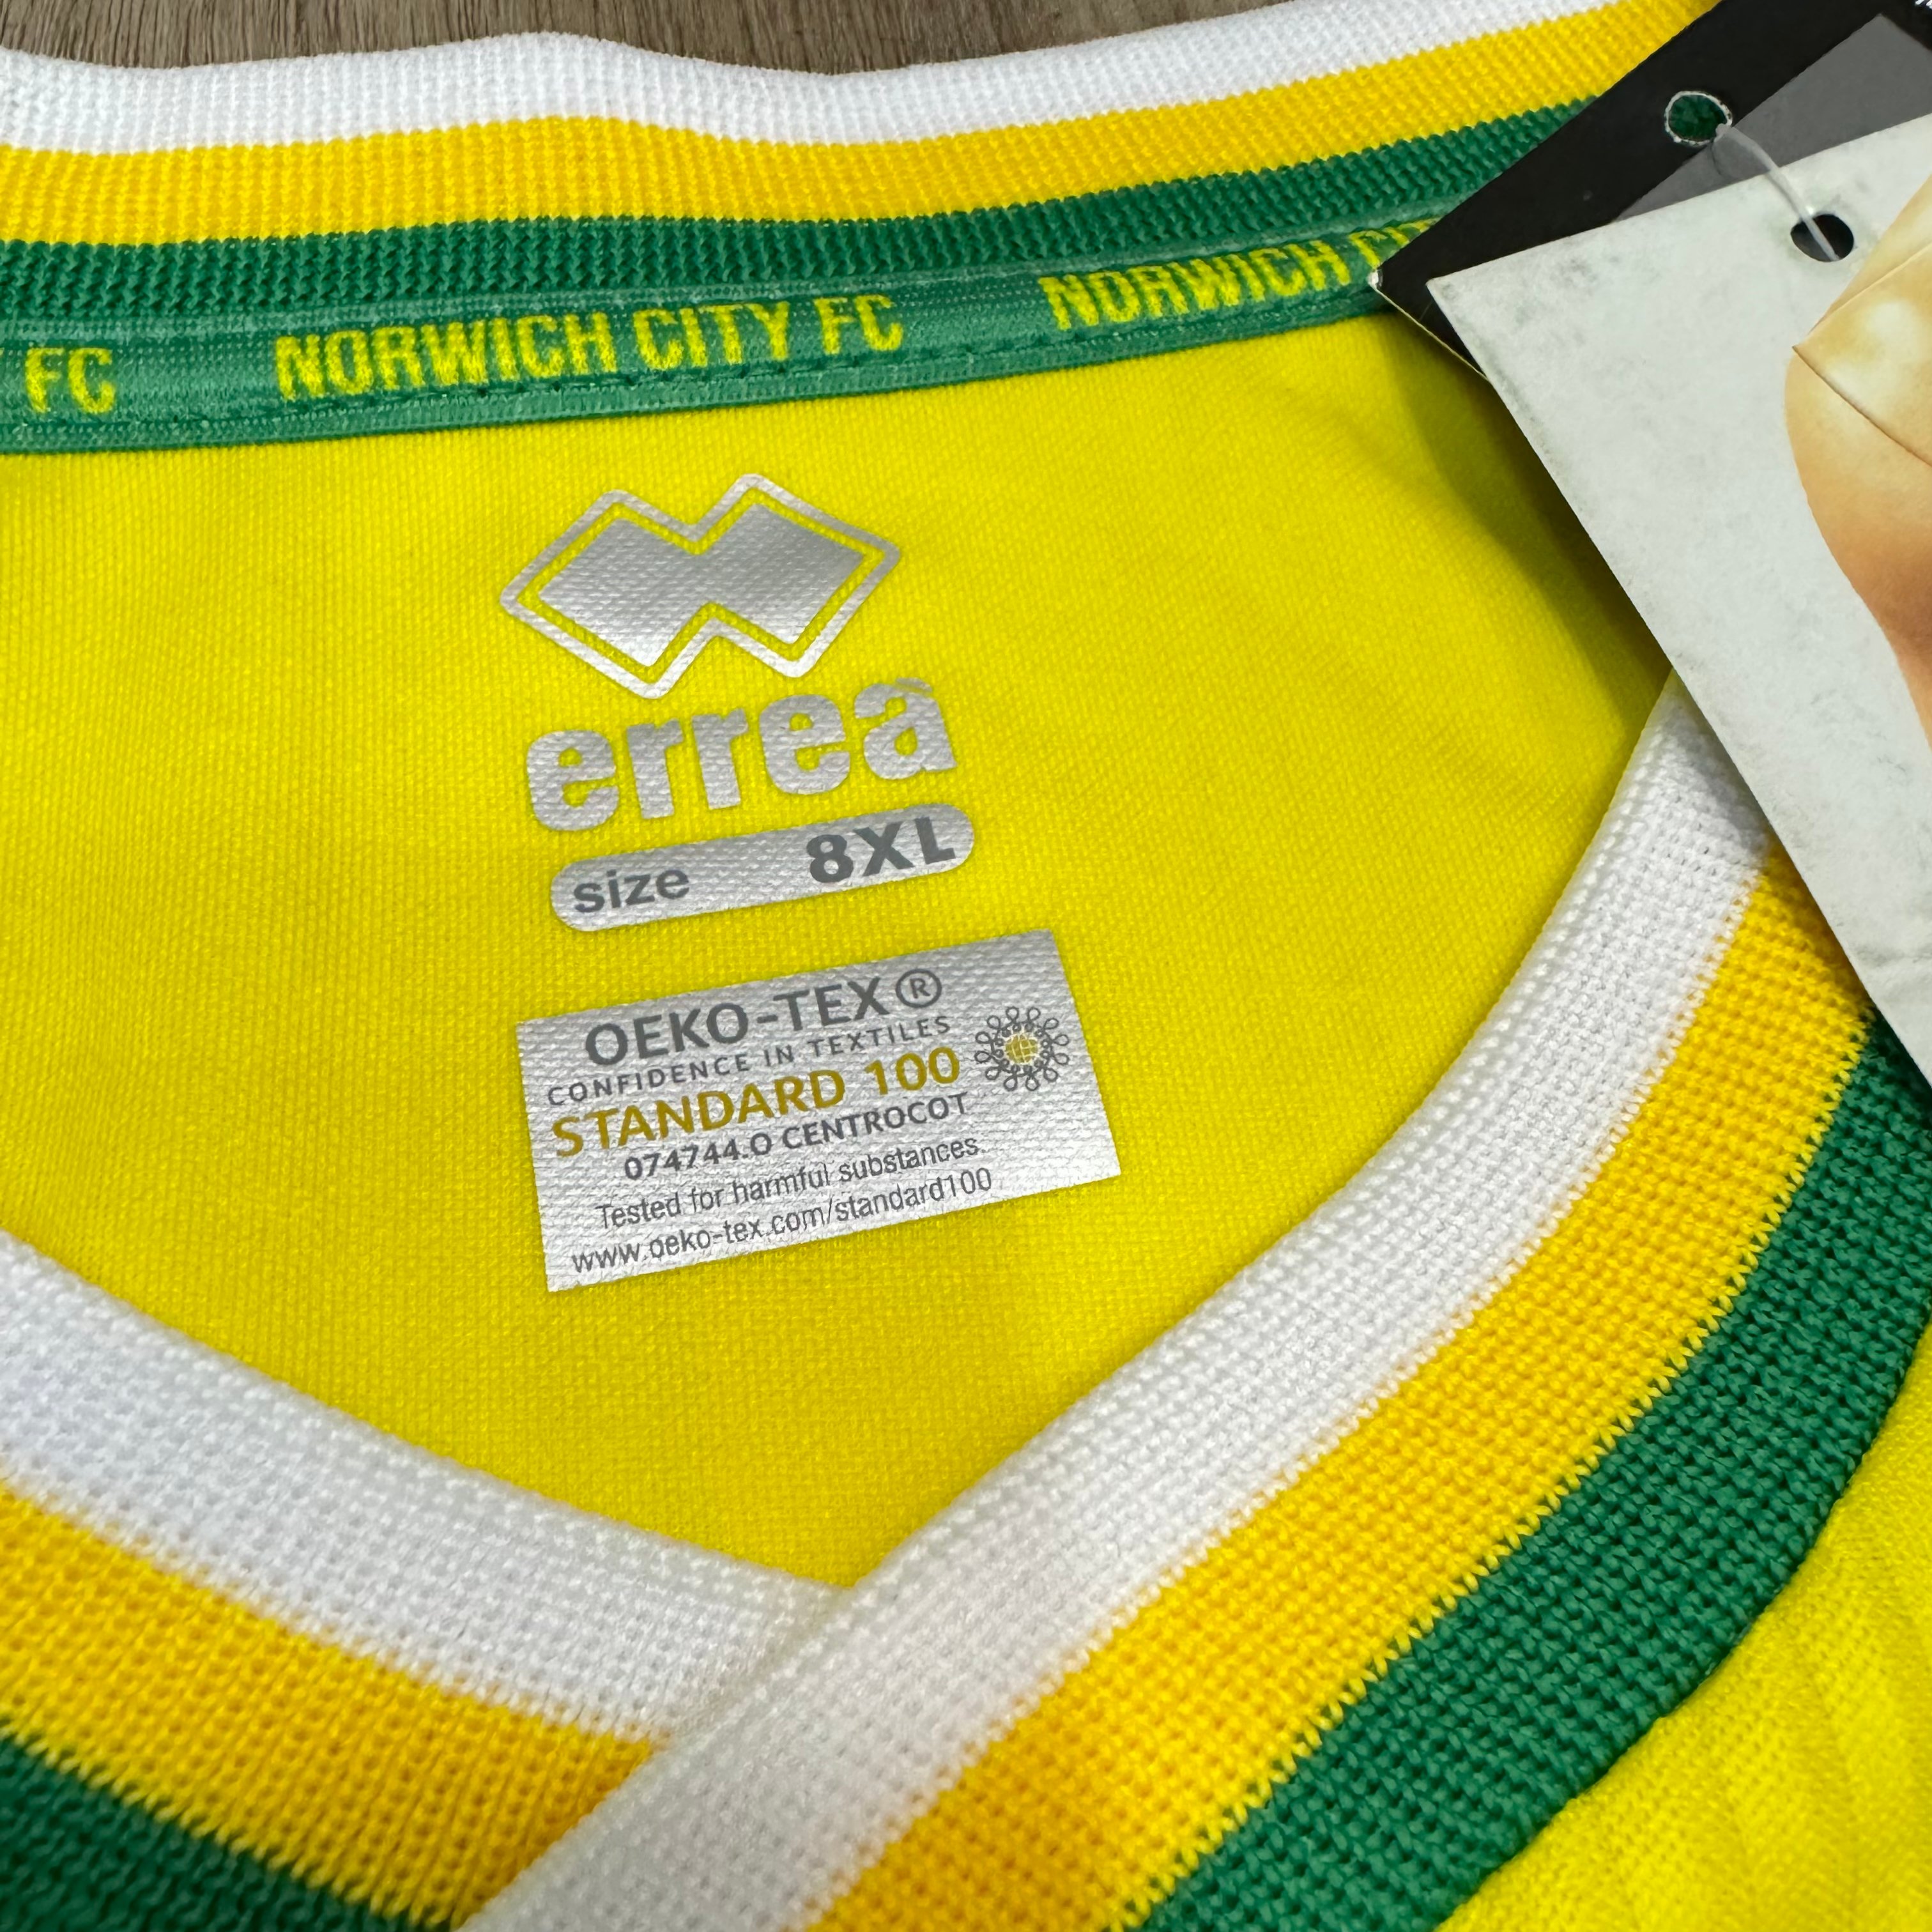 FC NORWICH CITY FC NORWICH
errea
size 8XL
OEKO-TEX®
CONFIDENCE IN TEXTILES
STANDARD 100
074744.O CENTROCOT
Tested for harmful substances.
www.oeko-tex.com/standard100